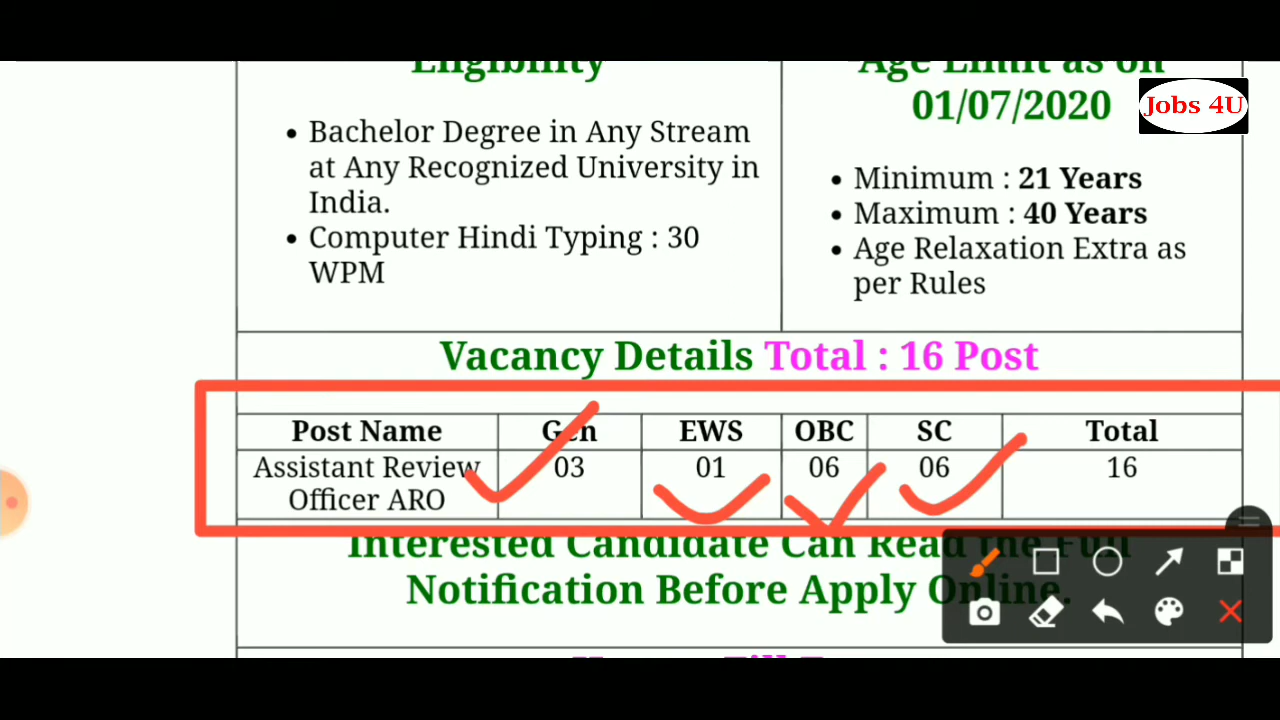 Eligibility
Age Limit as on
01/07/2020
Jobs 4U
Bachelor Degree in Any Stream
at Any Recognized University in
India.
Computer Hindi Typing : 30
WPM
Minimum : 21 Years
Maximum : 40 Years
Age Relaxation Extra as
per Rules
Vacancy Details Total : 16 Post
Post Name Gen EWS OBC SC Total
Assistant Review 03 01 06 06 16
Officer ARO
Interested Candidate Can Read the Full
Notification Before Apply Online.